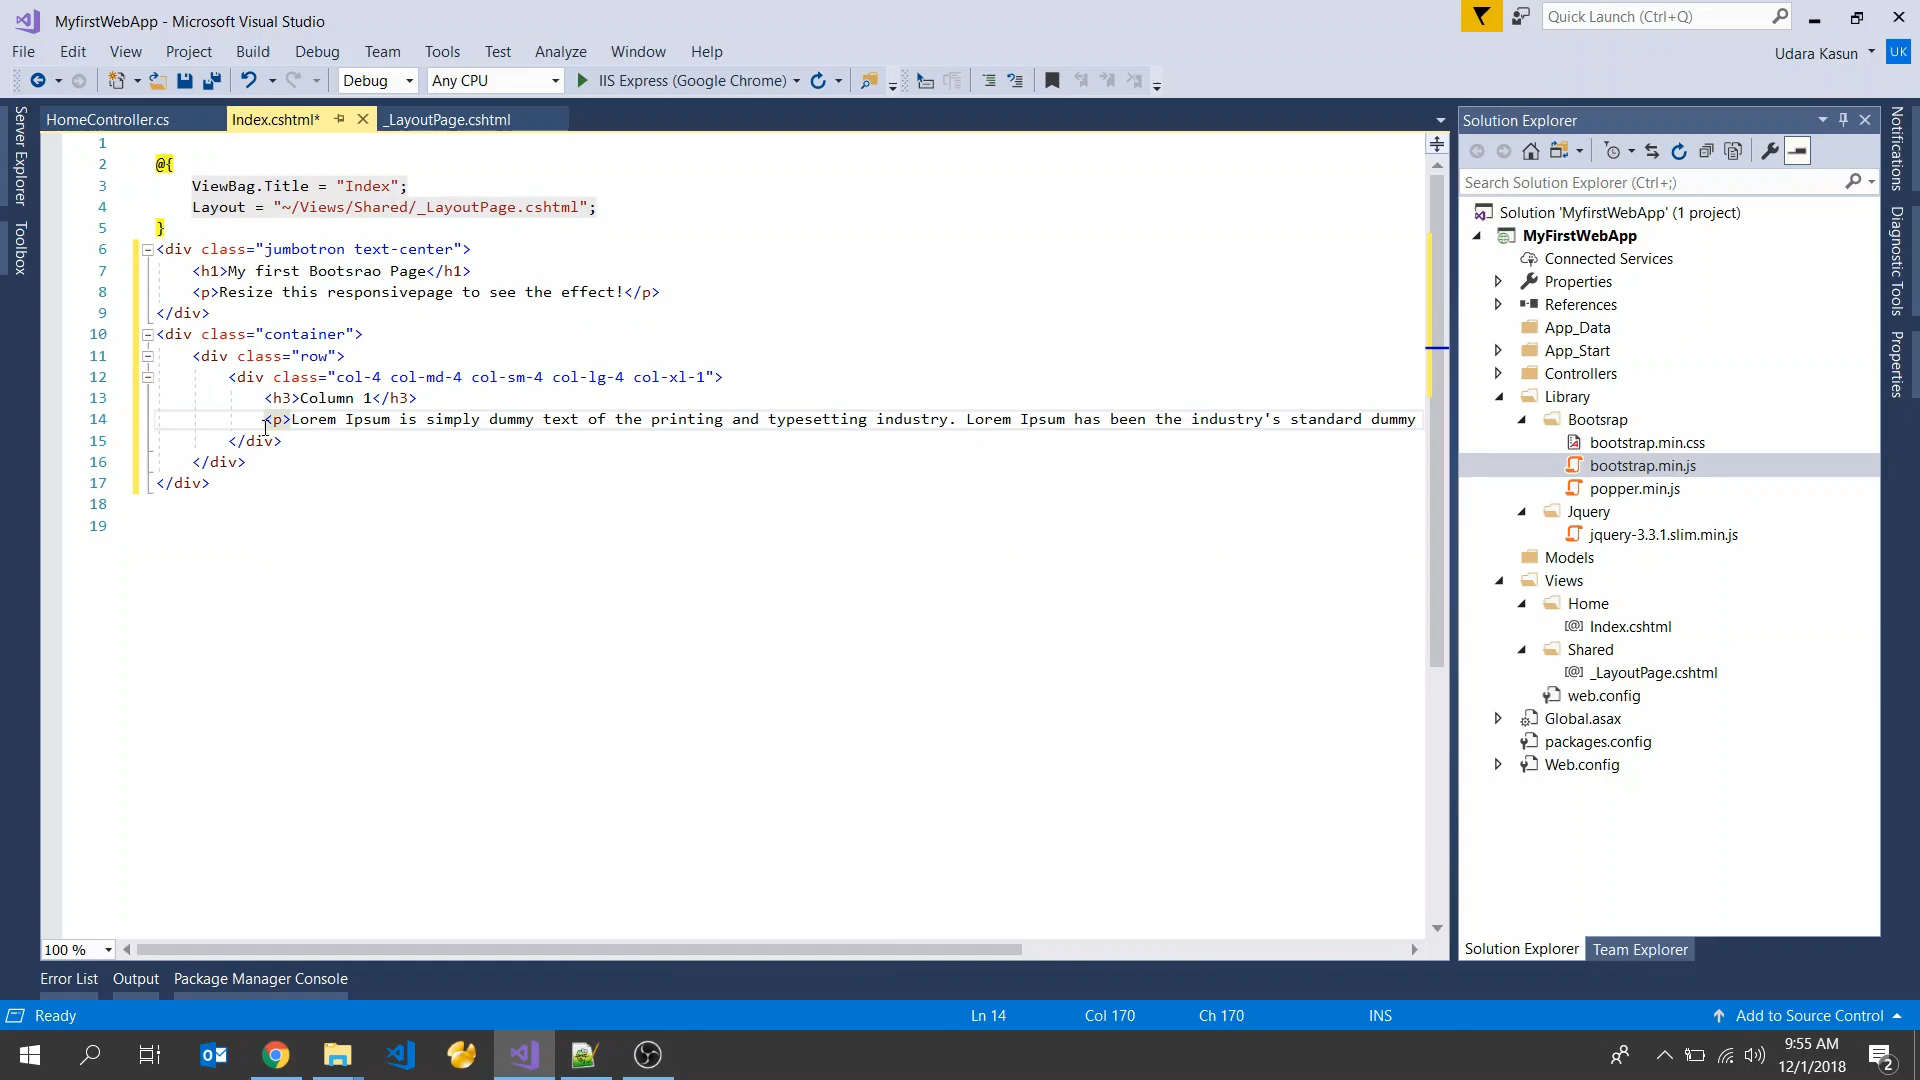 MyfirstWebApp - Microsoft Visual Studio
Quick Launch (Ctrl+Q)
File Edit View Project Build Debug Team Tools Test Analyze Window Help
Udara Kasun UK
Debug Any CPU IIS Express (Google Chrome)
Server Explorer
Toolbox
HomeController.cs Index.cshtml* _LayoutPage.cshtml
1
2 @{
3 ViewBag.Title = "Index";
4 Layout = "~/Views/Shared/_LayoutPage.cshtml";
5 }
6 <div class="jumbotron text-center">
7 <h1>My first Bootsrao Page</h1>
8 <p>Resize this responsivepage to see the effect!</p>
9 </div>
10 <div class="container">
11 <div class="row">
12 <div class="col-4 col-md-4 col-sm-4 col-lg-4 col-xl-1">
13 <h3>Column 1</h3>
14 <p>Lorem Ipsum is simply dummy text of the printing and typesetting industry. Lorem Ipsum has been the industry's standard dummy
15 </div>
16 </div>
17 </div>
18
19
100 %
Solution Explorer
Search Solution Explorer (Ctrl+;)
Solution 'MyfirstWebApp' (1 project)
MyFirstWebApp
Connected Services
Properties
References
App_Data
App_Start
Controllers
Library
Bootsrap
bootstrap.min.css
bootstrap.min.js
popper.min.js
Jquery
jquery-3.3.1.slim.min.js
Models
Views
Home
Index.cshtml
Shared
_LayoutPage.cshtml
web.config
Global.asax
packages.config
Web.config
Solution Explorer Team Explorer
Notifications
Diagnostic Tools
Properties
Error List Output Package Manager Console
Ready Ln 14 Col 170 Ch 170 INS Add to Source Control
9:55 AM
12/1/2018
2